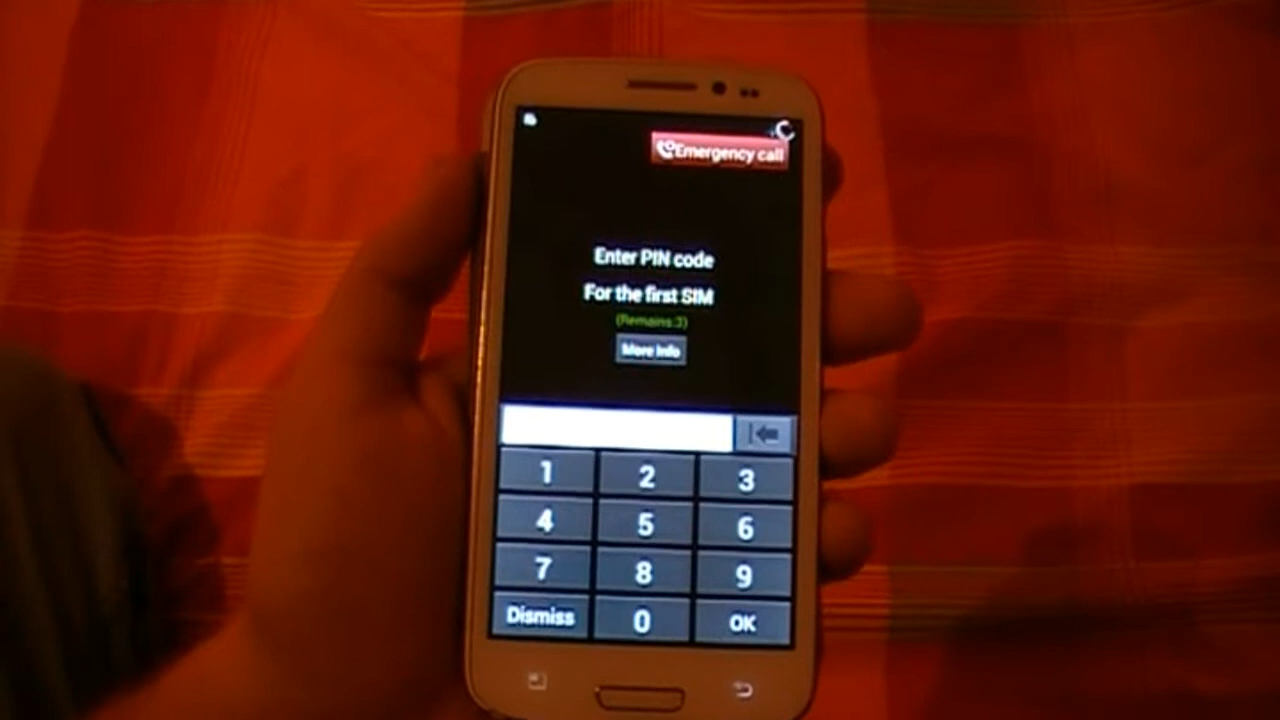 Emergency call
Enter PIN code
For the first SIM
(Remains:3)
More Info
1 2 3
4 5 6
7 8 9
Dismiss 0 OK